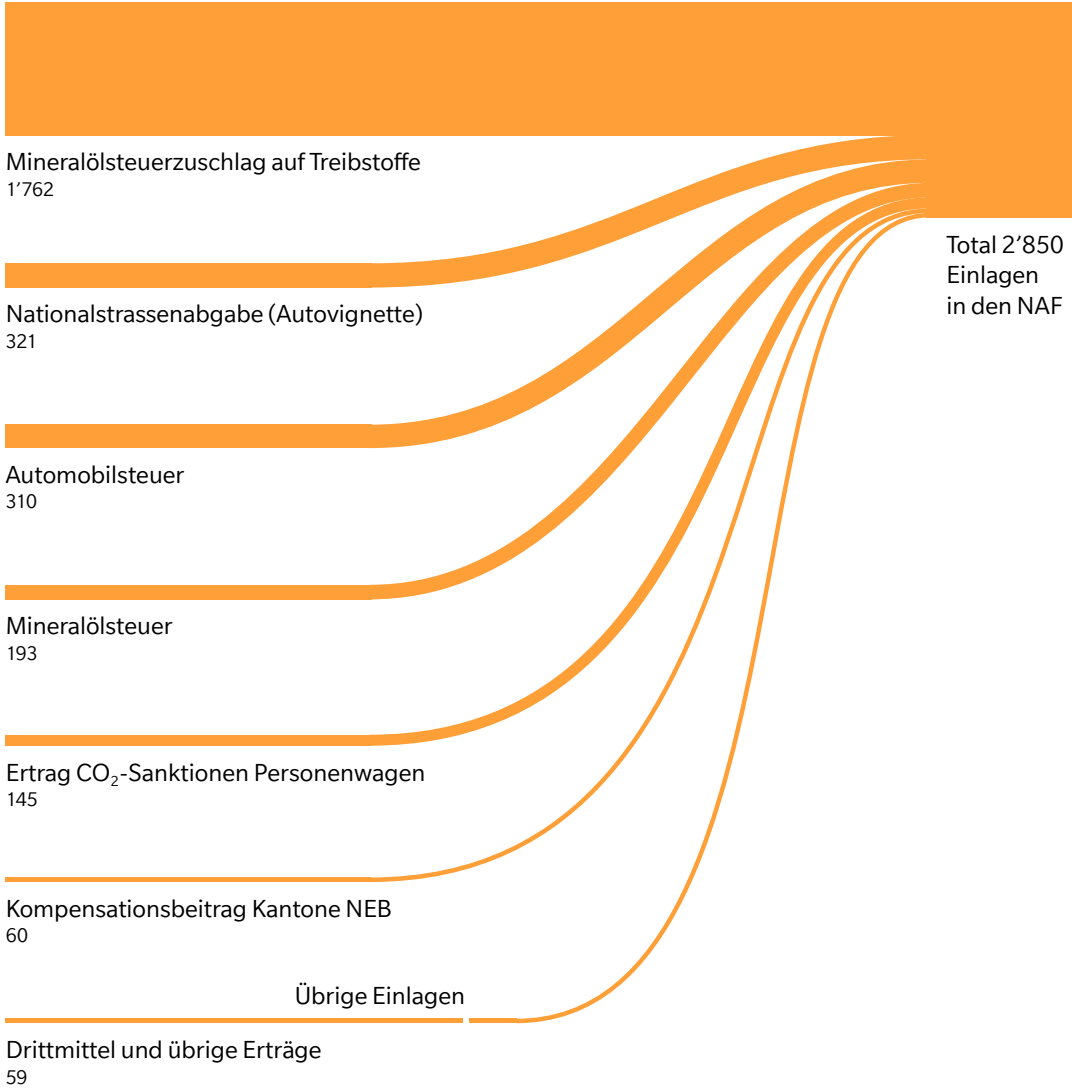 Mineralölsteuerzuschlag auf Treibstoffe
1’762
Nationalstrassenabgabe (Autovignette)
321
Automobilsteuer
310
Mineralölsteuer
193
Ertrag CO₂-Sanktionen Personenwagen
145
Kompensationsbeitrag Kantone NEB
60
Übrige Einlagen
Drittmittel und übrige Erträge
59
Total 2’850
Einlagen
in den NAF